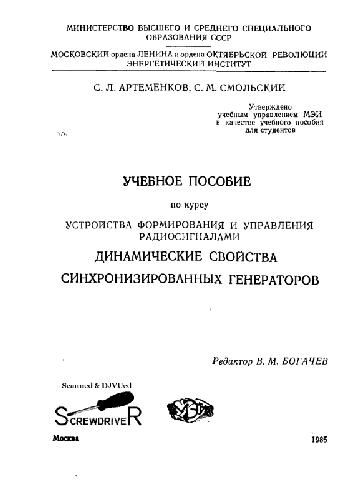 МИНИСТЕРСТВО ВЫСШЕГО И СРЕДНЕГО СПЕЦИАЛЬНОГО
ОБРАЗОВАНИЯ СССР
МОСКОВСКИЙ ордена ЛЕНИНА и ордена ОКТЯБРЬСКОЙ РЕВОЛЮЦИИ
ЭНЕРГЕТИЧЕСКИЙ ИНСТИТУТ
С. Л. АРТЕМЕНКОВ, С. М. СМОЛЬСКИЙ
Утверждено
учебным управлением МЭИ
в качестве учебного пособия
для студентов
УЧЕБНОЕ ПОСОБИЕ
по курсу
УСТРОЙСТВА ФОРМИРОВАНИЯ И УПРАВЛЕНИЯ
РАДИОСИГНАЛАМИ
ДИНАМИЧЕСКИЕ СВОЙСТВА
СИНХРОНИЗИРОВАННЫХ ГЕНЕРАТОРОВ
Редактор В. М. БОГАЧЕВ
Scanned & DJVUed
SCREWDRIVER
МЭИ
Москва
1985